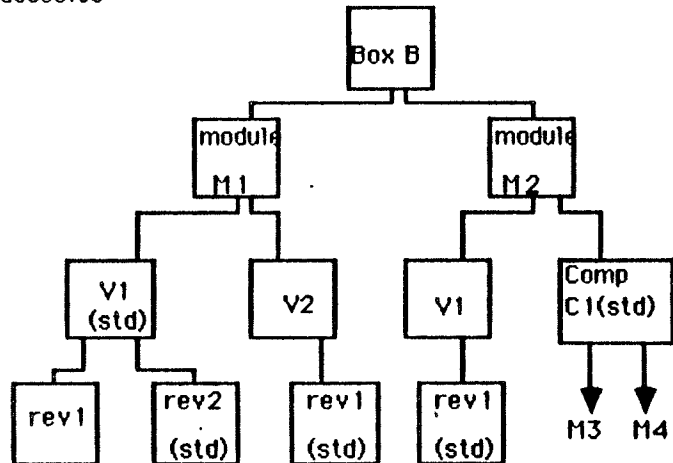 Box B
module
M1
module
M2
V1
(std)
V2
V1
Comp
C1(std)
rev1
rev2
(std)
rev1
(std)
rev1
(std)
M3
M4